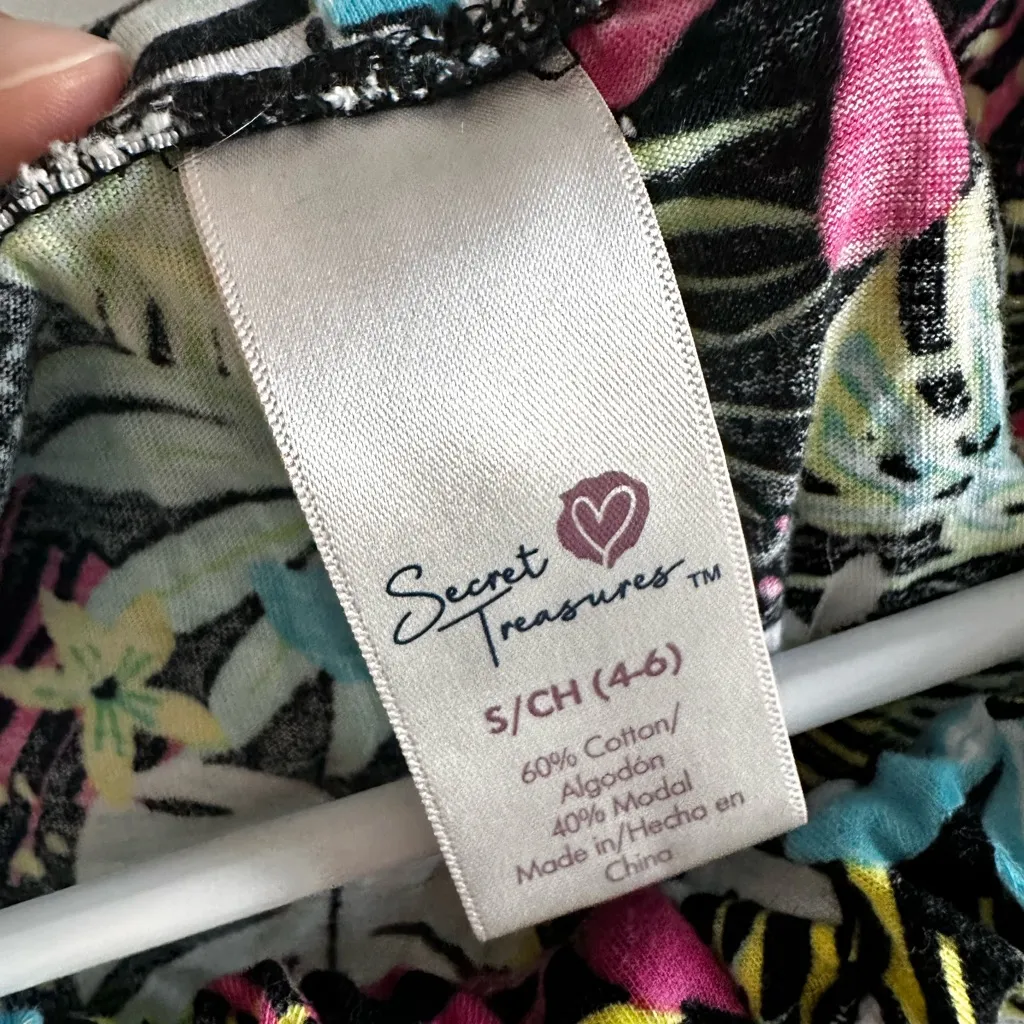 Secret
Treasures™
S/CH (4-6)
60% Cotton/
Algodón
40% Modal
Made in/Hecho en
China